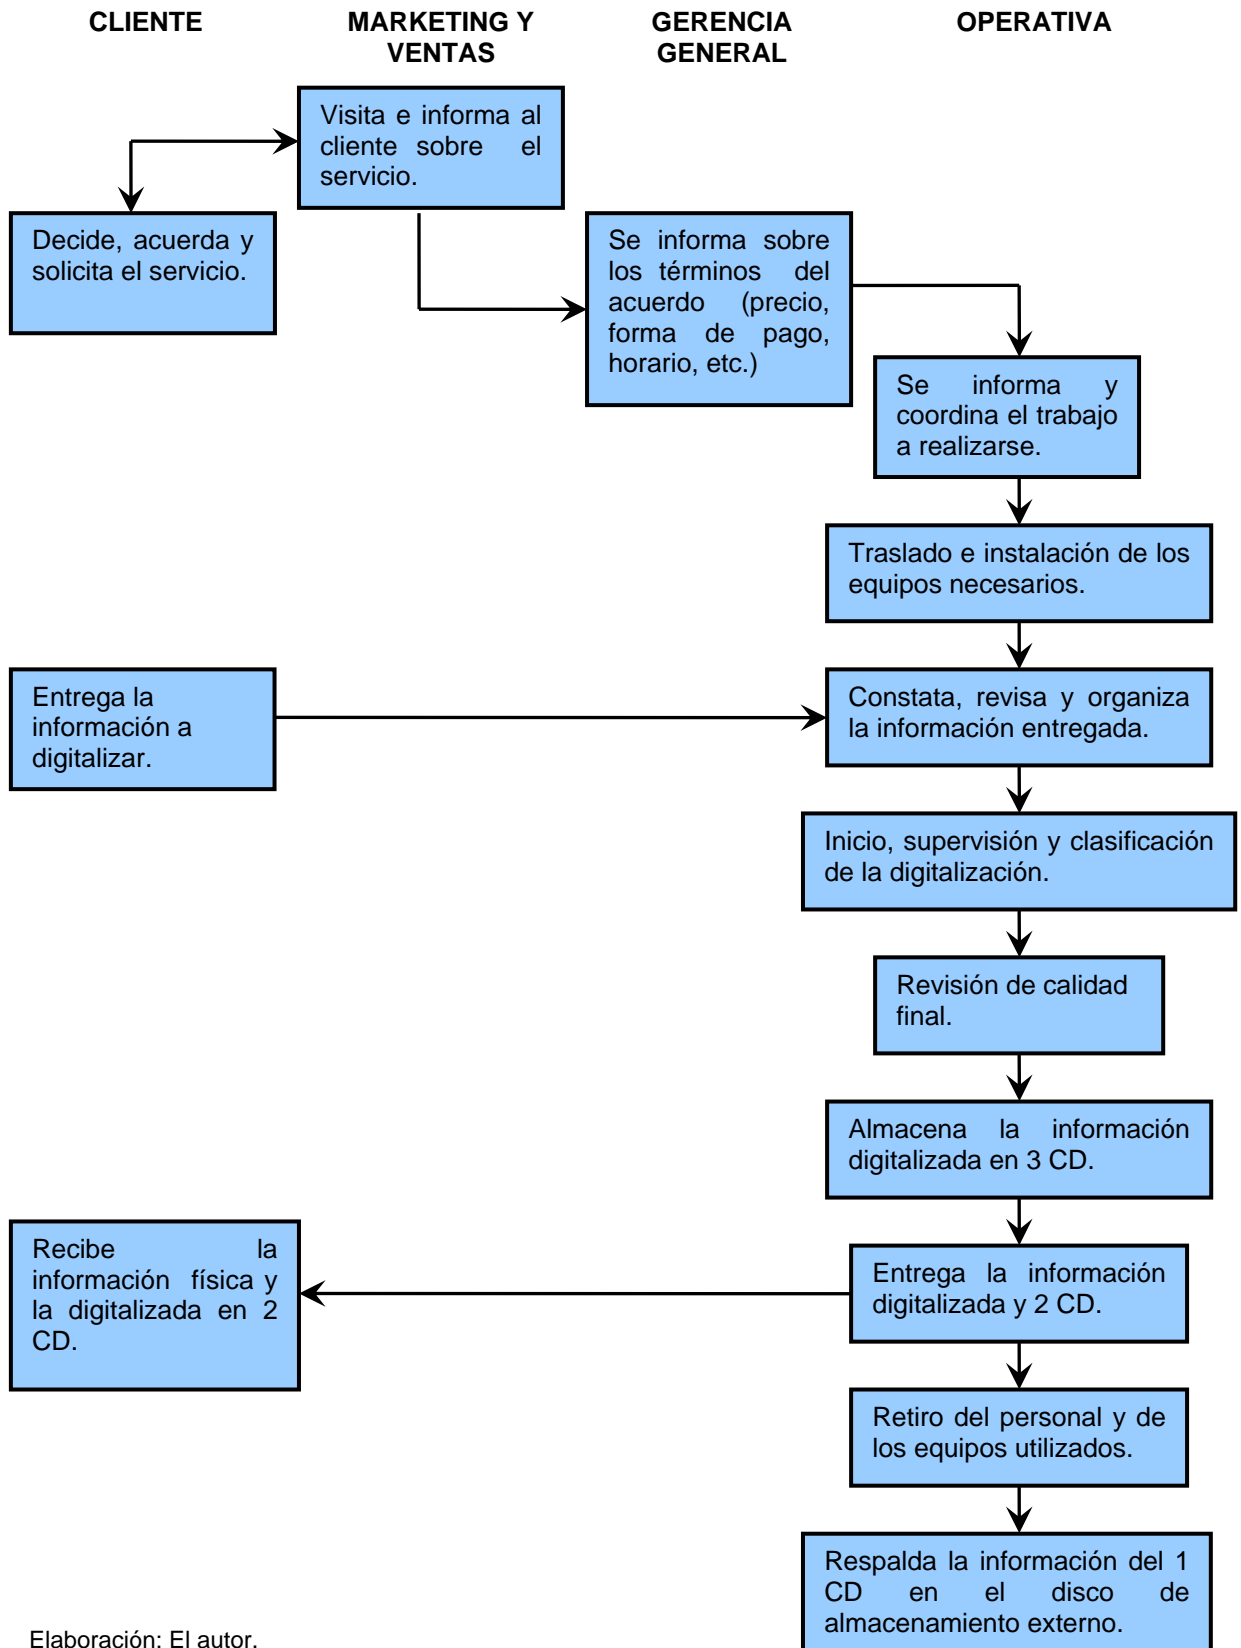 CLIENTE
MARKETING Y
VENTAS
GERENCIA
GENERAL
OPERATIVA
Visita e informa al
cliente sobre el
servicio.
Decide, acuerda y
solicita el servicio.
Se informa sobre
los términos del
acuerdo (precio,
forma de pago,
horario, etc.)
Se informa y
coordina el trabajo
a realizarse.
Traslado e instalación de los
equipos necesarios.
Entrega la
información a
digitalizar.
Constata, revisa y organiza
la información entregada.
Inicio, supervisión y clasificación
de la digitalización.
Revisión de calidad
final.
Almacena la información
digitalizada en 3 CD.
Recibe la
información física y
la digitalizada en 2
CD.
Entrega la información
digitalizada y 2 CD.
Retiro del personal y de
los equipos utilizados.
Respalda la información del 1
CD en el disco de
almacenamiento externo.
Elaboración: El autor.